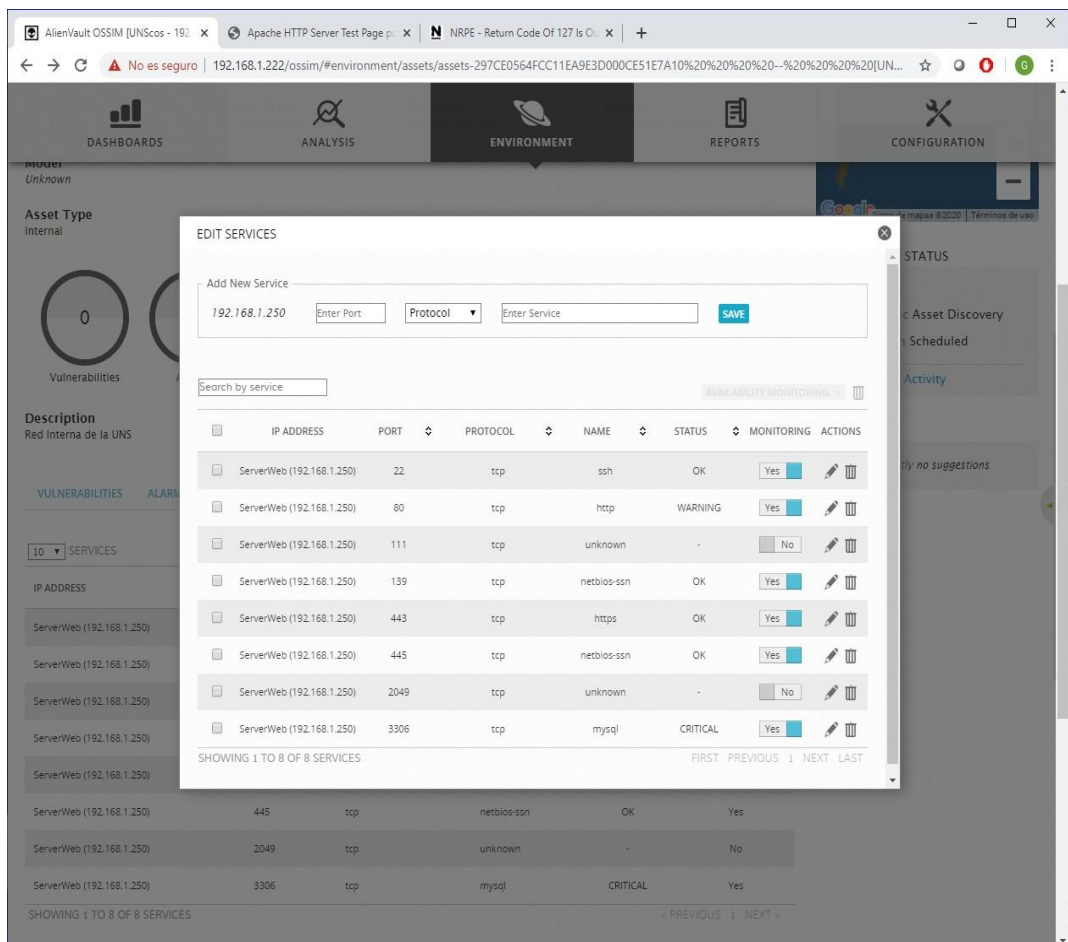 AlienVault OSSIM [UNScos - 192 Apache HTTP Server Test Page p NRPE - Return Code Of 127 Is Ou
No es seguro 192.168.1.222/ossim/#environment/assets/assets-297CE0564FCC11EA9E3D000CE51E7A10%20%20%20%20--%20%20%20%20[UN... G
DASHBOARDS ANALYSIS ENVIRONMENT REPORTS CONFIGURATION
Model
Unknown
Google mapas ©2020 Términos de uso
Asset Type
Internal
EDIT SERVICES
STATUS
Add New Service
192.168.1.250 Enter Port Protocol Enter Service SAVE
0
Asset Discovery
Scheduled
Vulnerabilities
Activity
Search by service AVAILABILITY MONITORING
Description
Red Interna de la UNS
IP ADDRESS PORT PROTOCOL NAME STATUS MONITORING ACTIONS
ServerWeb (192.168.1.250) 22 tcp ssh OK Yes
tly no suggestions
VULNERABILITIES ALARM
ServerWeb (192.168.1.250) 80 tcp http WARNING Yes
ServerWeb (192.168.1.250) 111 tcp unknown - No
10 SERVICES
ServerWeb (192.168.1.250) 139 tcp netbios-ssn OK Yes
IP ADDRESS
ServerWeb (192.168.1.250) 443 tcp https OK Yes
ServerWeb (192.168.1.250)
ServerWeb (192.168.1.250) 445 tcp netbios-ssn OK Yes
ServerWeb (192.168.1.250)
ServerWeb (192.168.1.250) 2049 tcp unknown - No
ServerWeb (192.168.1.250)
ServerWeb (192.168.1.250) 3306 tcp mysql CRITICAL Yes
ServerWeb (192.168.1.250)
SHOWING 1 TO 8 OF 8 SERVICES FIRST PREVIOUS 1 NEXT LAST
ServerWeb (192.168.1.250)
ServerWeb (192.168.1.250) 445 tcp netbios-ssn OK Yes
ServerWeb (192.168.1.250) 2049 tcp unknown - No
ServerWeb (192.168.1.250) 3306 tcp mysql CRITICAL Yes
SHOWING 1 TO 8 OF 8 SERVICES < PREVIOUS 1 NEXT >